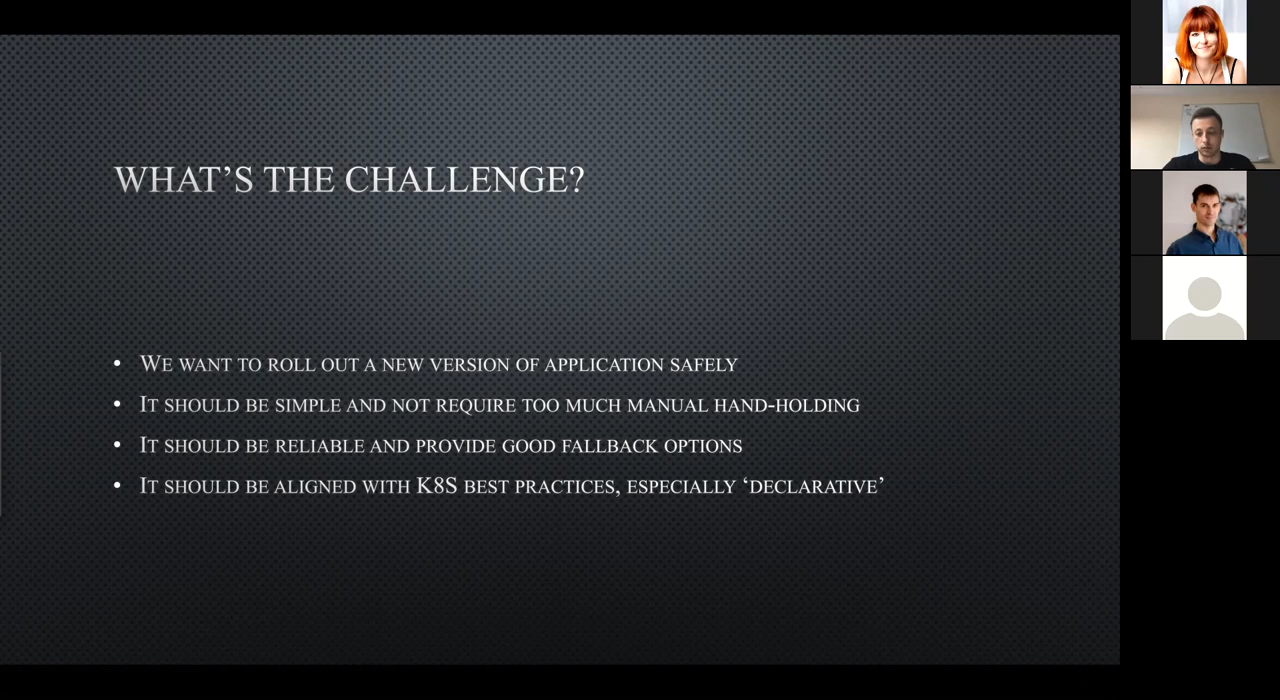 WHAT’S THE CHALLENGE?
• WE WANT TO ROLL OUT A NEW VERSION OF APPLICATION SAFELY
• IT SHOULD BE SIMPLE AND NOT REQUIRE TOO MUCH MANUAL HAND-HOLDING
• IT SHOULD BE RELIABLE AND PROVIDE GOOD FALLBACK OPTIONS
• IT SHOULD BE ALIGNED WITH K8S BEST PRACTICES, ESPECIALLY ‘DECLARATIVE’